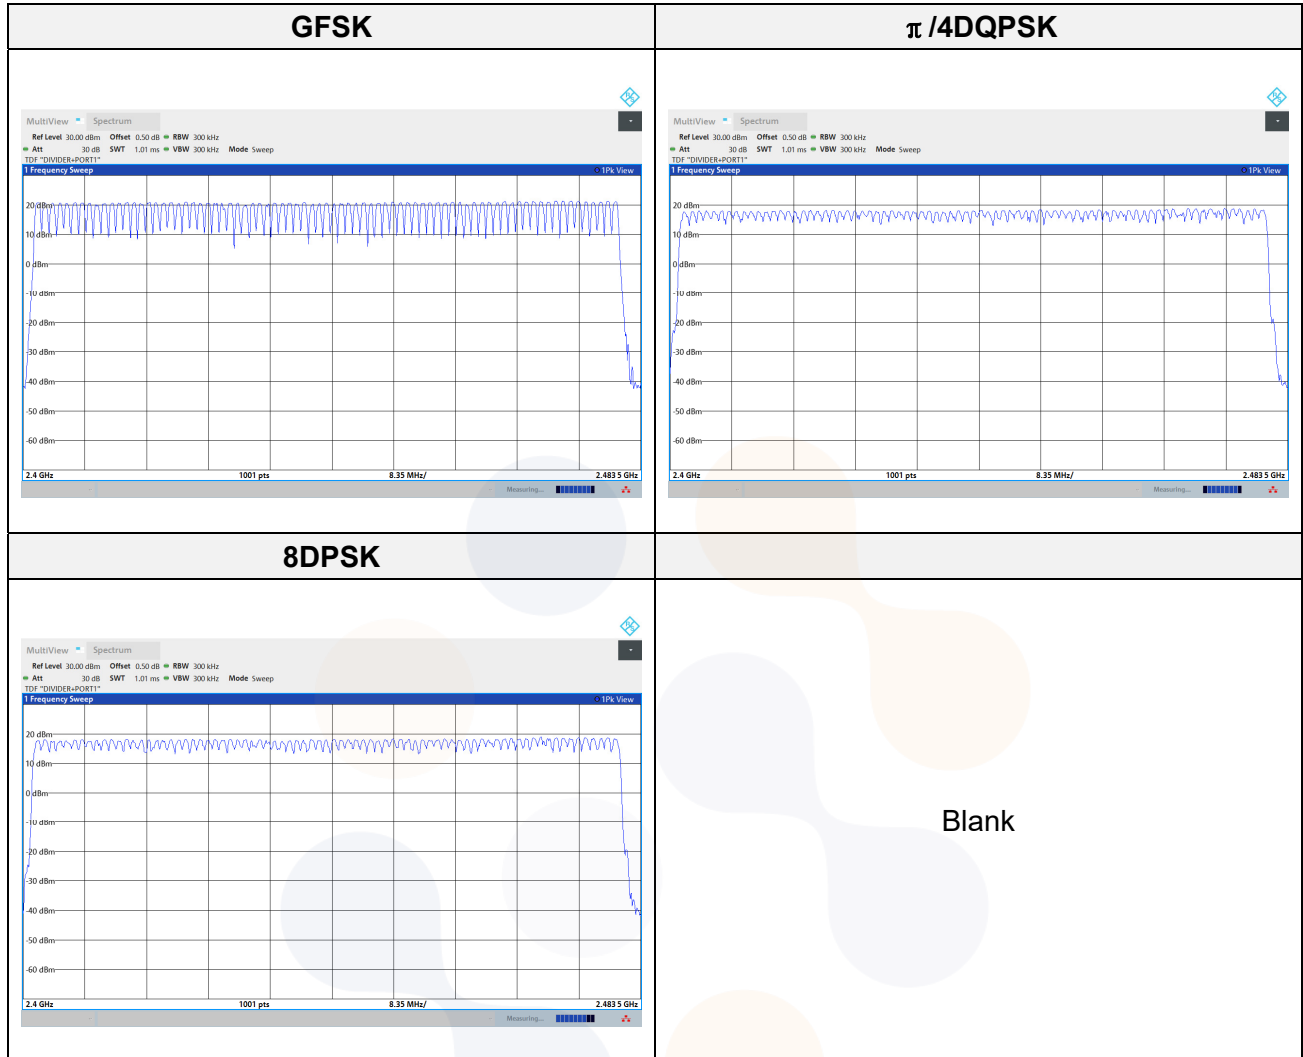 GFSK
π /4DQPSK
MultiView Spectrum
Ref Level 30.00 dBm Offset 0.50 dB RBW 300 kHz
Att 30 dB SWT 1.01 ms VBW 300 kHz Mode Sweep
TDF "DIVIDER+PORT1"
1 Frequency Sweep 1Pk View
20 dBm
10 dBm
0 dBm
-10 dBm
-20 dBm
-30 dBm
-40 dBm
-50 dBm
-60 dBm
2.4 GHz 1001 pts 8.35 MHz/ 2.483 5 GHz
Measuring...
MultiView Spectrum
Ref Level 30.00 dBm Offset 0.50 dB RBW 300 kHz
Att 30 dB SWT 1.01 ms VBW 300 kHz Mode Sweep
TDF "DIVIDER+PORT1"
1 Frequency Sweep 1Pk View
20 dBm
10 dBm
0 dBm
-10 dBm
-20 dBm
-30 dBm
-40 dBm
-50 dBm
-60 dBm
2.4 GHz 1001 pts 8.35 MHz/ 2.483 5 GHz
Measuring...
8DPSK
MultiView Spectrum
Ref Level 30.00 dBm Offset 0.50 dB RBW 300 kHz
Att 30 dB SWT 1.01 ms VBW 300 kHz Mode Sweep
TDF "DIVIDER+PORT1"
1 Frequency Sweep 1Pk View
20 dBm
10 dBm
0 dBm
-10 dBm
-20 dBm
-30 dBm
-40 dBm
-50 dBm
-60 dBm
2.4 GHz 1001 pts 8.35 MHz/ 2.483 5 GHz
Measuring...
Blank